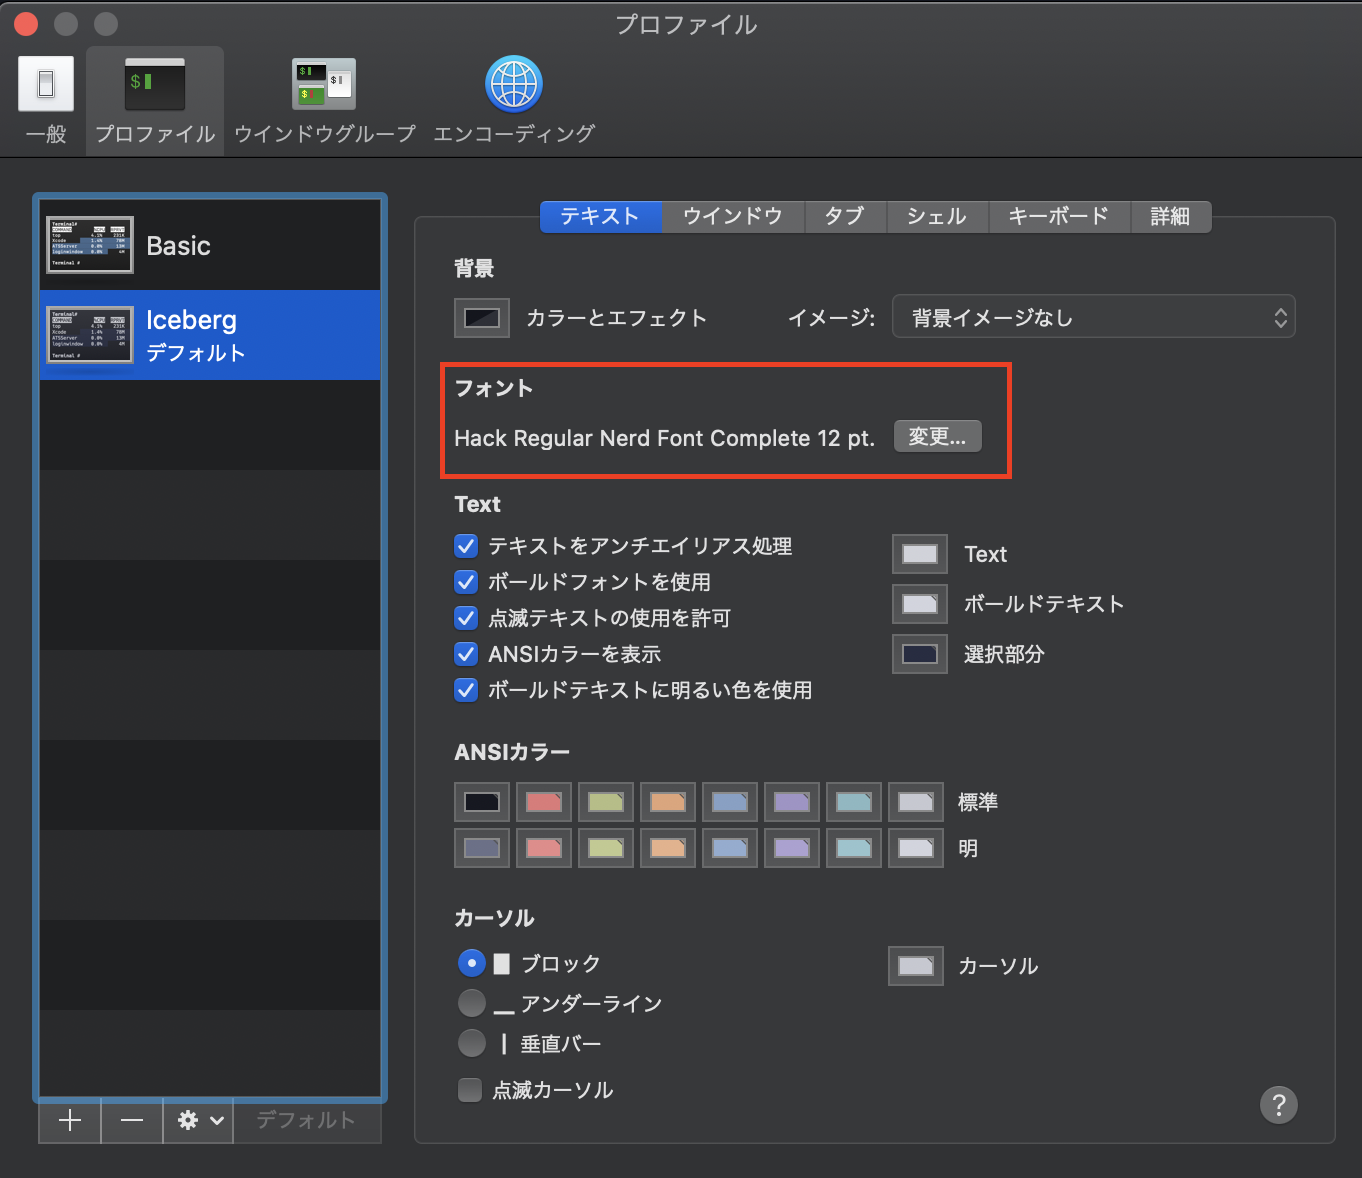 プロファイル
一般
プロファイル
ウインドウグループ
エンコーディング
Basic
Iceberg
デフォルト
デフォルト
テキスト
ウインドウ
タブ
シェル
キーボード
詳細
背景
カラーとエフェクト
イメージ:
背景イメージなし
フォント
Hack Regular Nerd Font Complete 12 pt.
変更...
Text
テキストをアンチエイリアス処理
ボールドフォントを使用
点滅テキストの使用を許可
ANSIカラーを表示
ボールドテキストに明るい色を使用
Text
ボールドテキスト
選択部分
ANSIカラー
標準
明
カーソル
ブロック
アンダーライン
垂直バー
点滅カーソル
カーソル
?